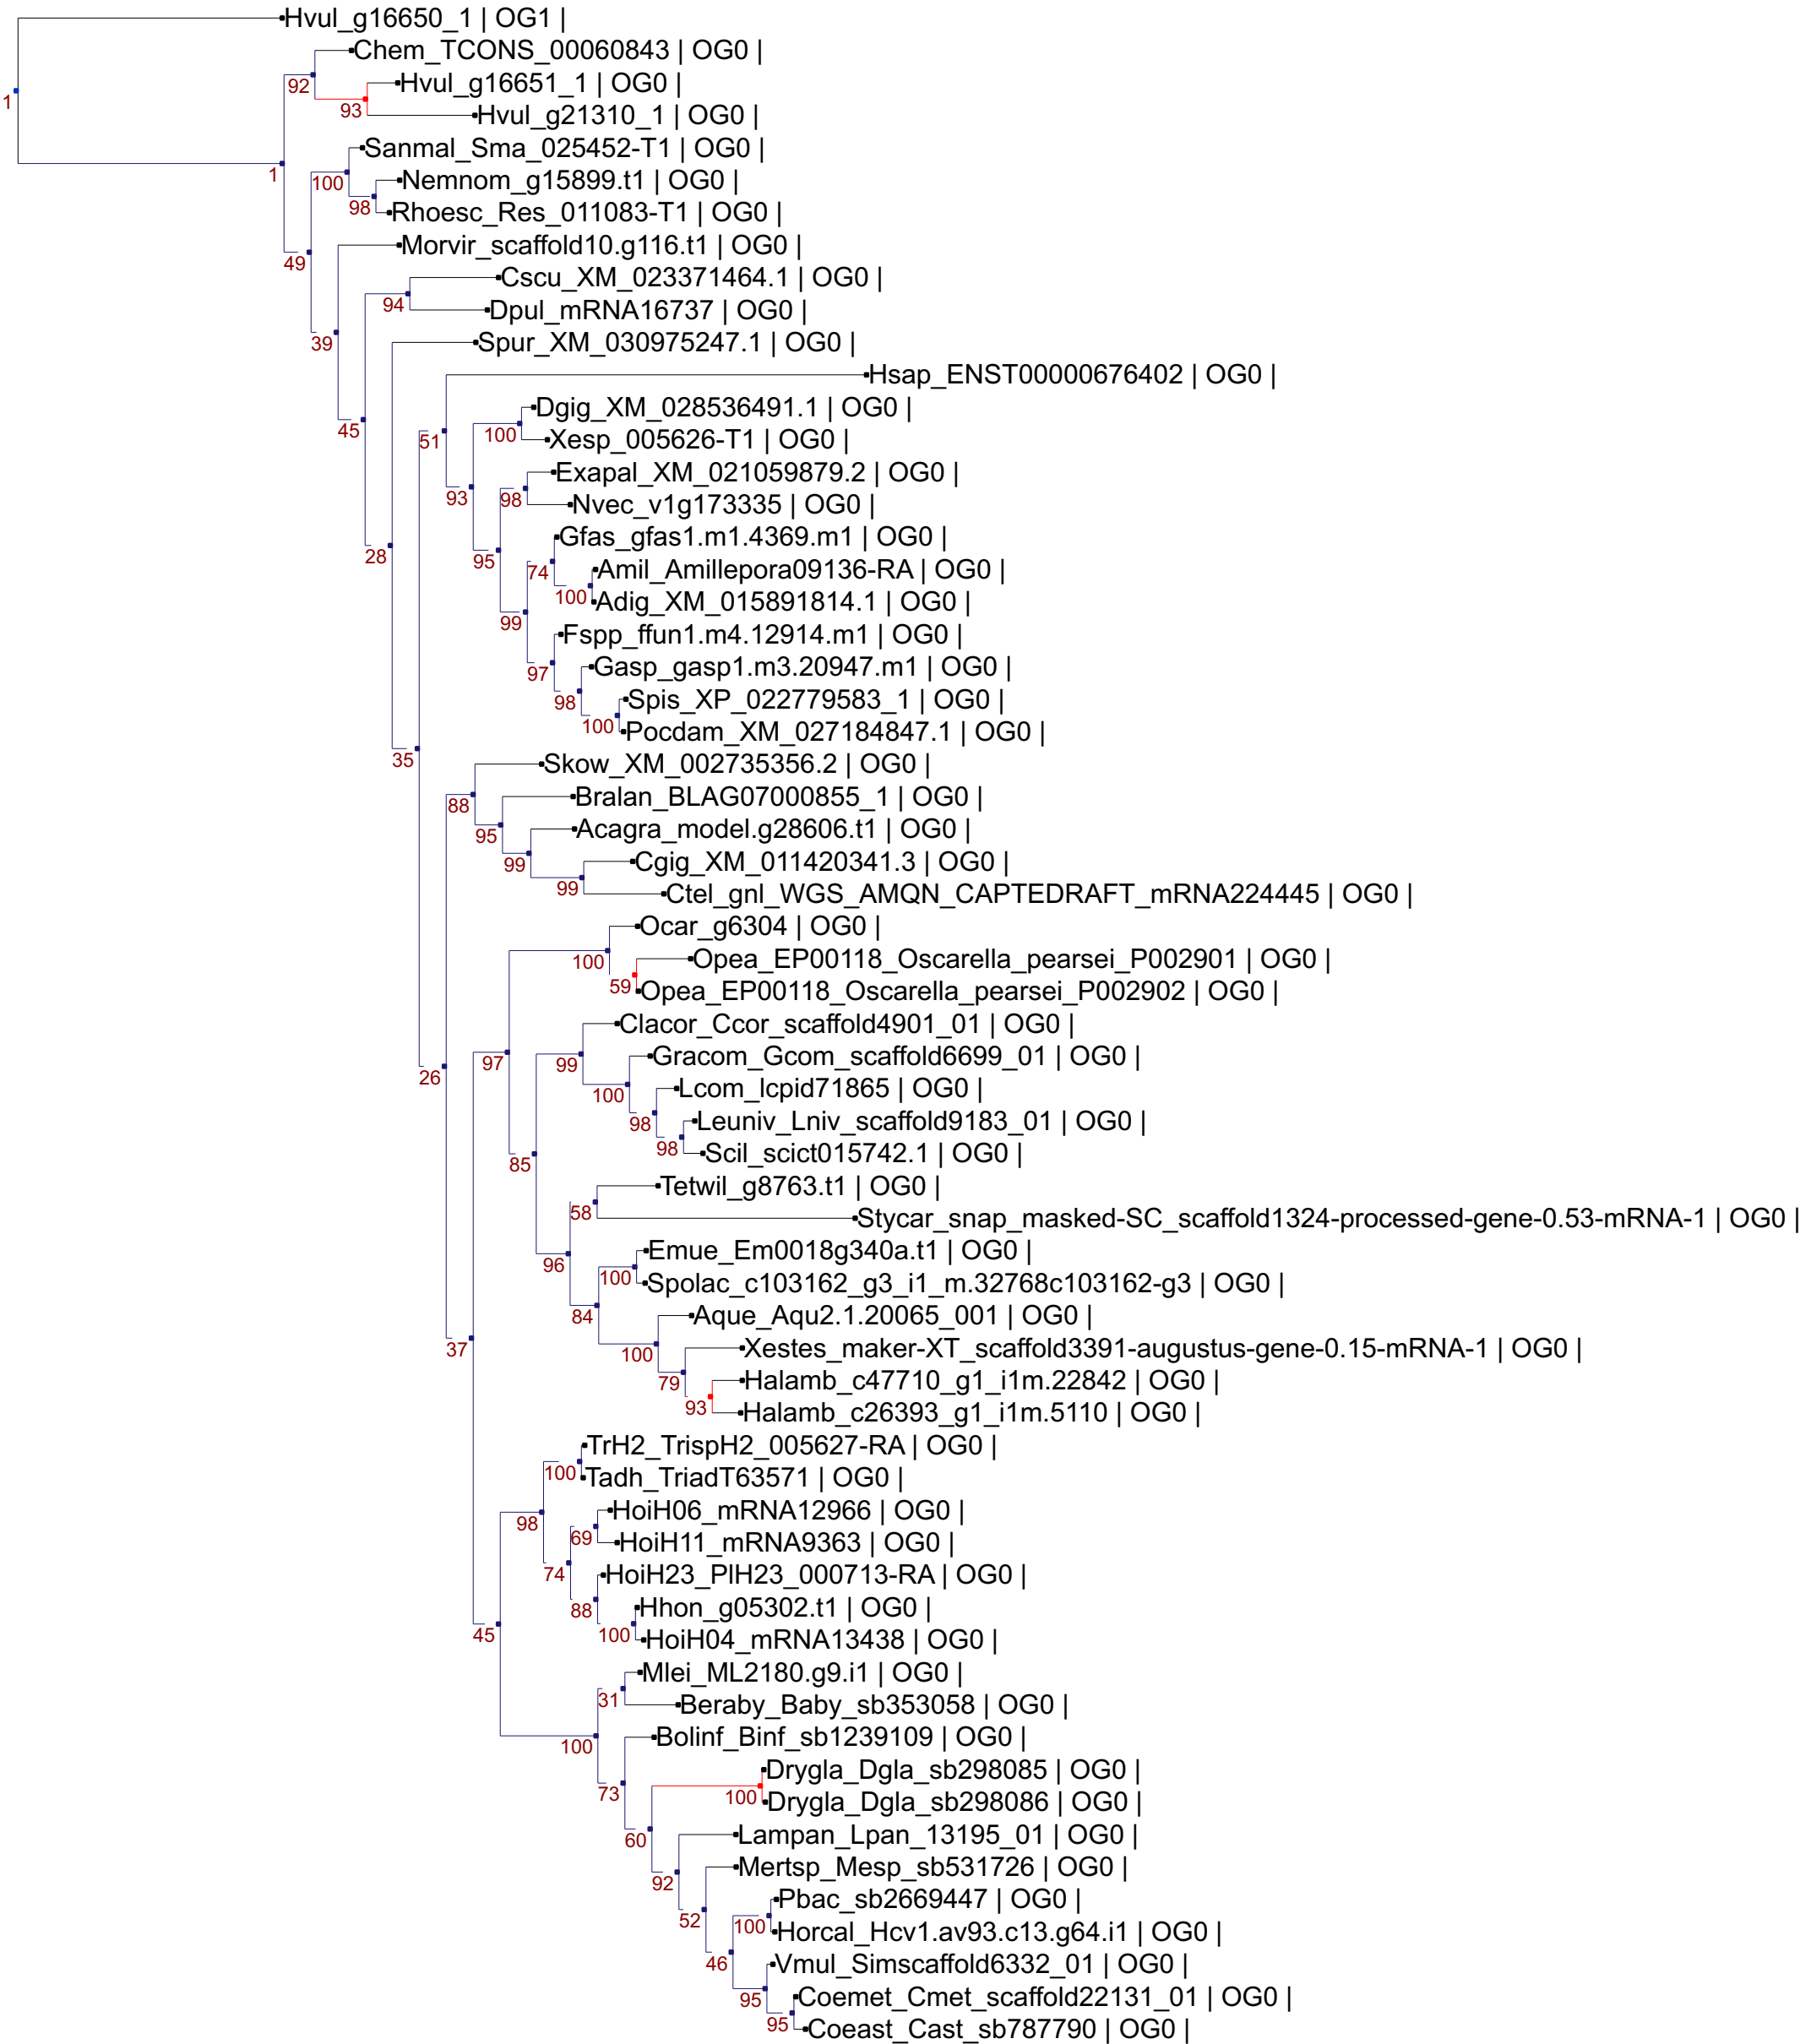 Hvul_g16650_1 | OG1 |
Chem_TCONS_00060843 | OG0 |
92
Hvul_g16651_1 | OG0 |
1
93
Hvul_g21310_1 | OG0 |
Sanmal_Sma_025452-T1 | OG0 |
1
100
Nemnom_g15899.t1 | OG0 |
98
Rhoesc_Res_011083-T1 | OG0 |
Morvir_scaffold10.g116.t1 | OG0 |
49
Cscu_XM_023371464.1 | OG0 |
94
Dpul_mRNA16737 | OG0 |
39
Spur_XM_030975247.1 | OG0 |
Hsap_ENST00000676402 | OG0 |
Dgig_XM_028536491.1 | OG0 |
45
51
100
Xesp_005626-T1 | OG0 |
Exapal_XM_021059879.2 | OG0 |
93
98
Nvec_v1g173335 | OG0 |
Gfas_gfas1.m1.4369.m1 | OG0 |
28
95
74
Amil_Amillepora09136-RA | OG0 |
100
Adig_XM_015891814.1 | OG0 |
99
Fspp_ffun1.m4.12914.m1 | OG0 |
97
Gasp_gasp1.m3.20947.m1 | OG0 |
98
Spis_XP_022779583_1 | OG0 |
100
Pocdam_XM_027184847.1 | OG0 |
35
Skow_XM_002735356.2 | OG0 |
88
Bralan_BLAG07000855_1 | OG0 |
95
Acagra_model.g28606.t1 | OG0 |
99
Cgig_XM_011420341.3 | OG0 |
99
Ctel_gnl_WGS_AMQN_CAPTEDRAFT_mRNA224445 | OG0 |
Ocar_g6304 | OG0 |
100
Opea_EP00118_Oscarella_pearsei_P002901 | OG0 |
59
Opea_EP00118_Oscarella_pearsei_P002902 | OG0 |
Clacor_Ccor_scaffold4901_01 | OG0 |
26
97
99
Gracom_Gcom_scaffold6699_01 | OG0 |
100
Lcom_lcpid71865 | OG0 |
98
Leuniv_Lniv_scaffold9183_01 | OG0 |
98
Scil_scict015742.1 | OG0 |
85
Tetwil_g8763.t1 | OG0 |
58
Stycar_snap_masked-SC_scaffold1324-processed-gene-0.53-mRNA-1 | OG0 |
96
Emue_Em0018g340a.t1 | OG0 |
100
Spolac_c103162_g3_i1_m.32768c103162-g3 | OG0 |
84
Aque_Aqu2.1.20065_001 | OG0 |
37
100
Xestes_maker-XT_scaffold3391-augustus-gene-0.15-mRNA-1 | OG0 |
79
Halamb_c47710_g1_i1m.22842 | OG0 |
93
Halamb_c26393_g1_i1m.5110 | OG0 |
TrH2_TrispH2_005627-RA | OG0 |
100
Tadh_TriadT63571 | OG0 |
98
HoiH06_mRNA12966 | OG0 |
69
HoiH11_mRNA9363 | OG0 |
74
HoiH23_PlH23_000713-RA | OG0 |
88
Hhon_g05302.t1 | OG0 |
45
100
HoiH04_mRNA13438 | OG0 |
Mlei_ML2180.g9.i1 | OG0 |
31
Beraby_Baby_sb353058 | OG0 |
100
Bolinf_Binf_sb1239109 | OG0 |
Drygla_Dgla_sb298085 | OG0 |
73
100
Drygla_Dgla_sb298086 | OG0 |
60
Lampan_Lpan_13195_01 | OG0 |
92
Mertsp_Mesp_sb531726 | OG0 |
52
Pbac_sb2669447 | OG0 |
100
Horcal_Hcv1.av93.c13.g64.i1 | OG0 |
46
Vmul_Simscaffold6332_01 | OG0 |
95
Coemet_Cmet_scaffold22131_01 | OG0 |
95
Coeast_Cast_sb787790 | OG0 |